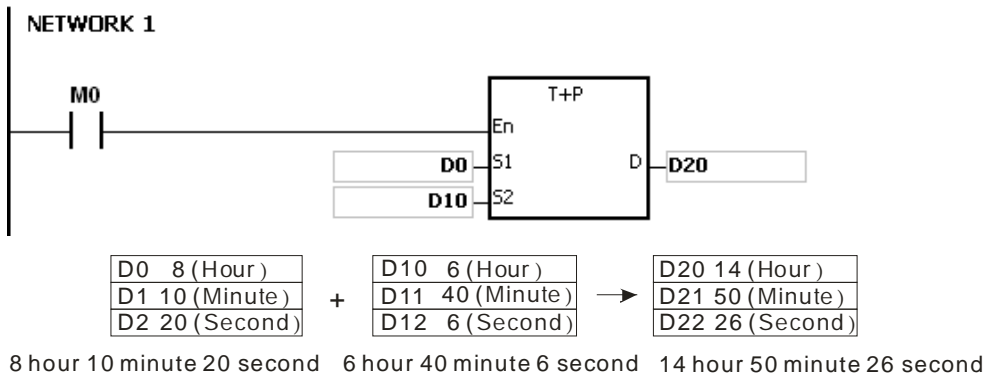 NETWORK 1
M0
T+P
En
D0 S1 D D20
D10 S2
D0 8 (Hour) D10 6 (Hour) D20 14 (Hour)
D1 10 (Minute) + D11 40 (Minute) → D21 50 (Minute)
D2 20 (Second) D12 6 (Second) D22 26 (Second)
8 hour 10 minute 20 second 6 hour 40 minute 6 second 14 hour 50 minute 26 second